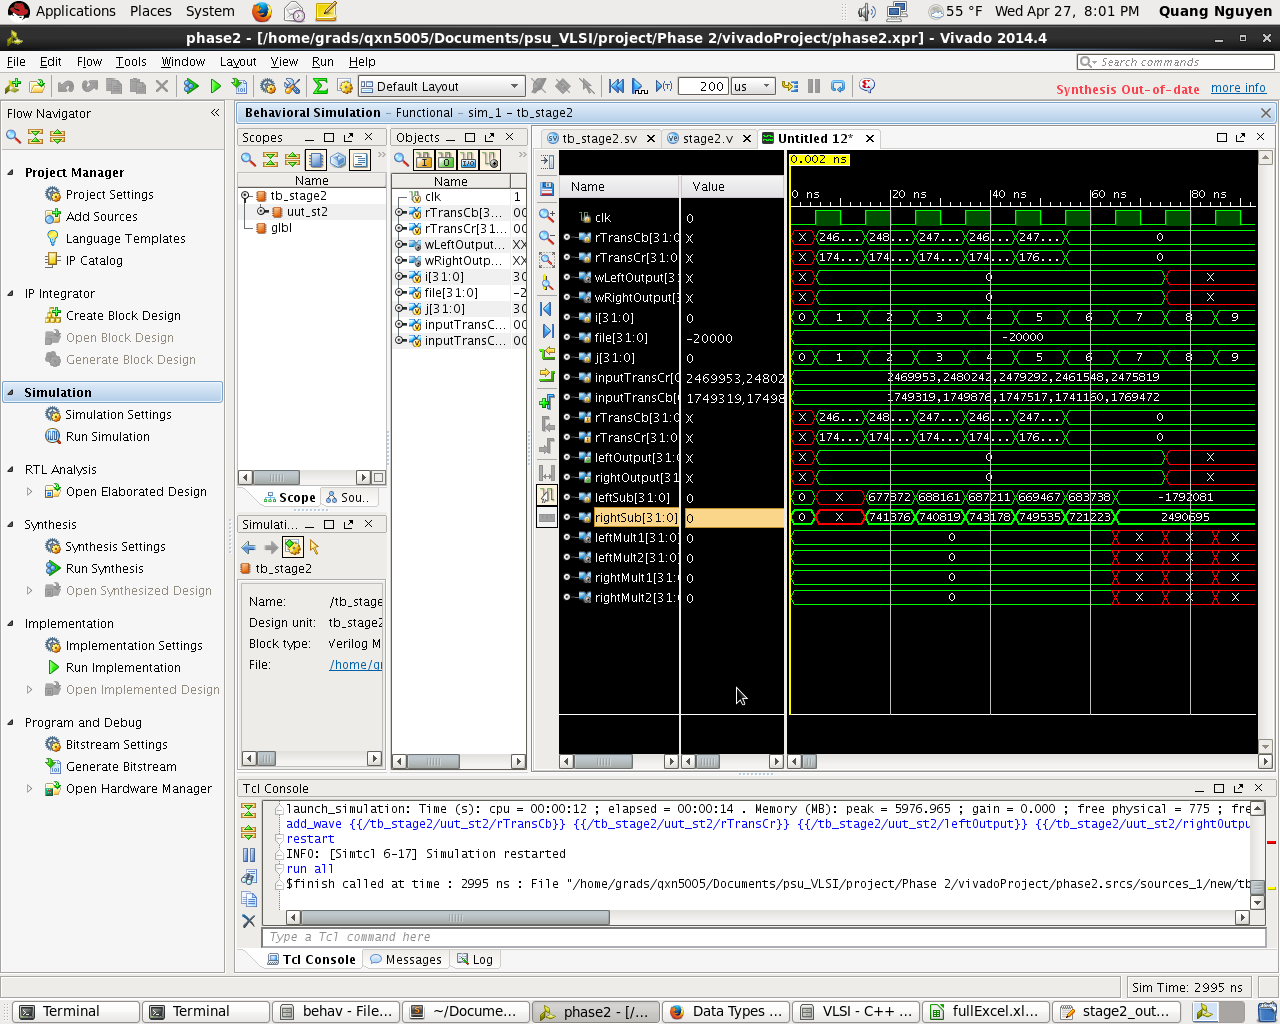 Applications Places System 55 °F Wed Apr 27, 8:01 PM Quang Nguyen
phase2 - [/home/grads/qxn5005/Documents/psu_VLSI/project/Phase 2/vivadoProject/phase2.xpr] - Vivado 2014.4
File Edit Flow Tools Window Layout View Run Help Search commands
Default Layout 200 us Synthesis Out-of-date more info
Flow Navigator
Project Manager
Project Settings
Add Sources
Language Templates
IP Catalog
IP Integrator
Create Block Design
Open Block Design
Generate Block Design
Simulation
Simulation Settings
Run Simulation
RTL Analysis
Open Elaborated Design
Synthesis
Synthesis Settings
Run Synthesis
Open Synthesized Design
Implementation
Implementation Settings
Run Implementation
Open Implemented Design
Program and Debug
Bitstream Settings
Generate Bitstream
Open Hardware Manager
Behavioral Simulation - Functional - sim_1 - tb_stage2
Scopes
Name
tb_stage2
uut_st2
glbl
Scope Sou..
Simulati...
tb_stage2
Name: /tb_stage
Design unit: tb_stage2
Block type: Verilog M
File: /home/g
Objects
Name
clk 1
rTransCb[3... 00
rTransCr[3... 00
wLeftOutput... XX
wRightOutp... XX
i[31:0] 30
file[31:0] -2
j[31:0] 30
inputTransC... 00
inputTransC... 00
tb_stage2.sv stage2.v Untitled 12*
0.002 ns
Name Value 0 ns 20 ns 40 ns 60 ns 80 ns
clk 0
rTransCb[31:0 X X 246... 248... 247... 246... 247... 0
rTransCr[31:0 X X 174... 174... 174... 174... 176... 0
wLeftOutput[3 X X 0 X
wRightOutput[ X X 0 X
i[31:0] 0 0 1 2 3 4 5 6 7 8 9
file[31:0] -20000 -20000
j[31:0] 0 0 1 2 3 4 5 6 7 8 9
inputTransCr[ 2469953,2480 2469953,2480242,2479292,2461548,2475819
inputTransCb[ 1749319,1749 1749319,1749876,1747517,1741160,1769472
rTransCb[31:0 X X 246... 248... 247... 246... 247... 0
rTransCr[31:0 X X 174... 174... 174... 174... 176... 0
leftOutput[31: X X 0 X
rightOutput[31 X X 0 X
leftSub[31:0] 0 0 X 677872 688161 687211 669467 683738 -1792081
rightSub[31:0] 0 0 X 741376 740819 743178 749535 721223 2490695
leftMult1[31:0 0 0 X X X
leftMult2[31:0 0 0 X X X
rightMult1[31: 0 0 X X X
rightMult2[31: 0 0 X X X
Tcl Console
launch_simulation: Time (s): cpu = 00:00:12 ; elapsed = 00:00:14 . Memory (MB): peak = 5976.965 ; gain = 0.000 ; free physical = 775 ; fre
add_wave {{/tb_stage2/uut_st2/rTransCb}} {{/tb_stage2/uut_st2/rTransCr}} {{/tb_stage2/uut_st2/leftOutput}} {{/tb_stage2/uut_st2/rightOutpu
restart
INFO: [Simtcl 6-17] Simulation restarted
run all
$finish called at time : 2995 ns : File "/home/grads/qxn5005/Documents/psu_VLSI/project/Phase 2/vivadoProject/phase2.srcs/sources_1/new/tb
Type a Tcl command here
Tcl Console Messages Log
Sim Time: 2995 ns
Terminal Terminal behav - File... ~/Docume... phase2 - [/... Data Types ... VLSI - C++ ... fullExcel.xl... stage2_out...